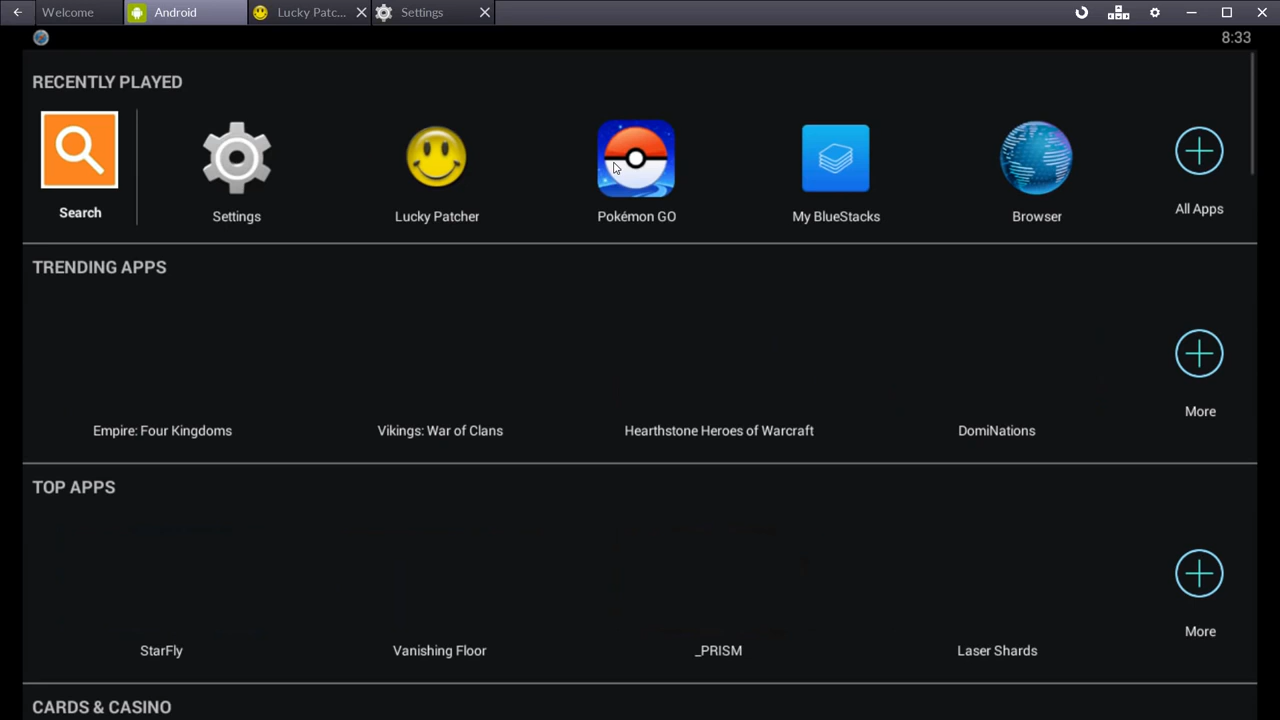 Welcome
Android
Lucky Patc...
Settings
8:33
RECENTLY PLAYED
Search
Settings
Lucky Patcher
Pokémon GO
My BlueStacks
Browser
All Apps
TRENDING APPS
Empire: Four Kingdoms
Vikings: War of Clans
Hearthstone Heroes of Warcraft
DomiNations
More
TOP APPS
StarFly
Vanishing Floor
_PRISM
Laser Shards
More
CARDS & CASINO